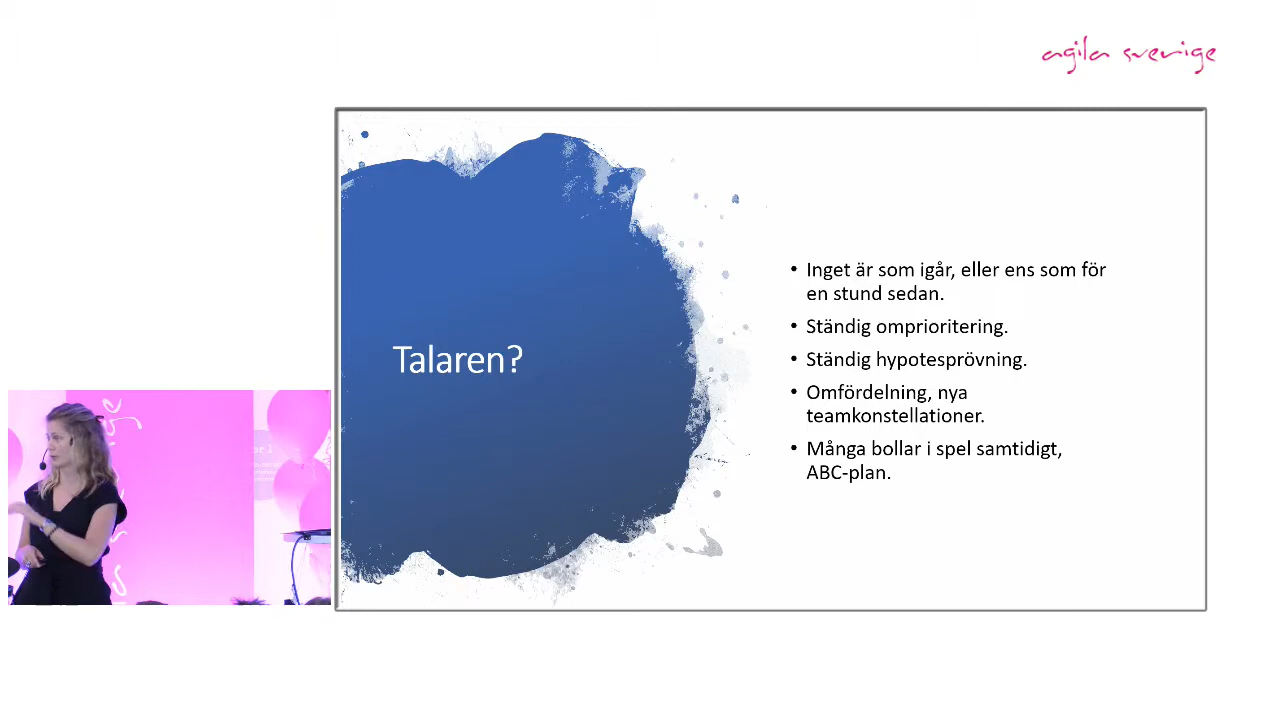 agila sverige
Talaren?
• Inget är som igår, eller ens som för
en stund sedan.
• Ständig omprioritering.
• Ständig hypotesprövning.
• Omfördelning, nya
teamkonstellationer.
• Många bollar i spel samtidigt,
ABC-plan.